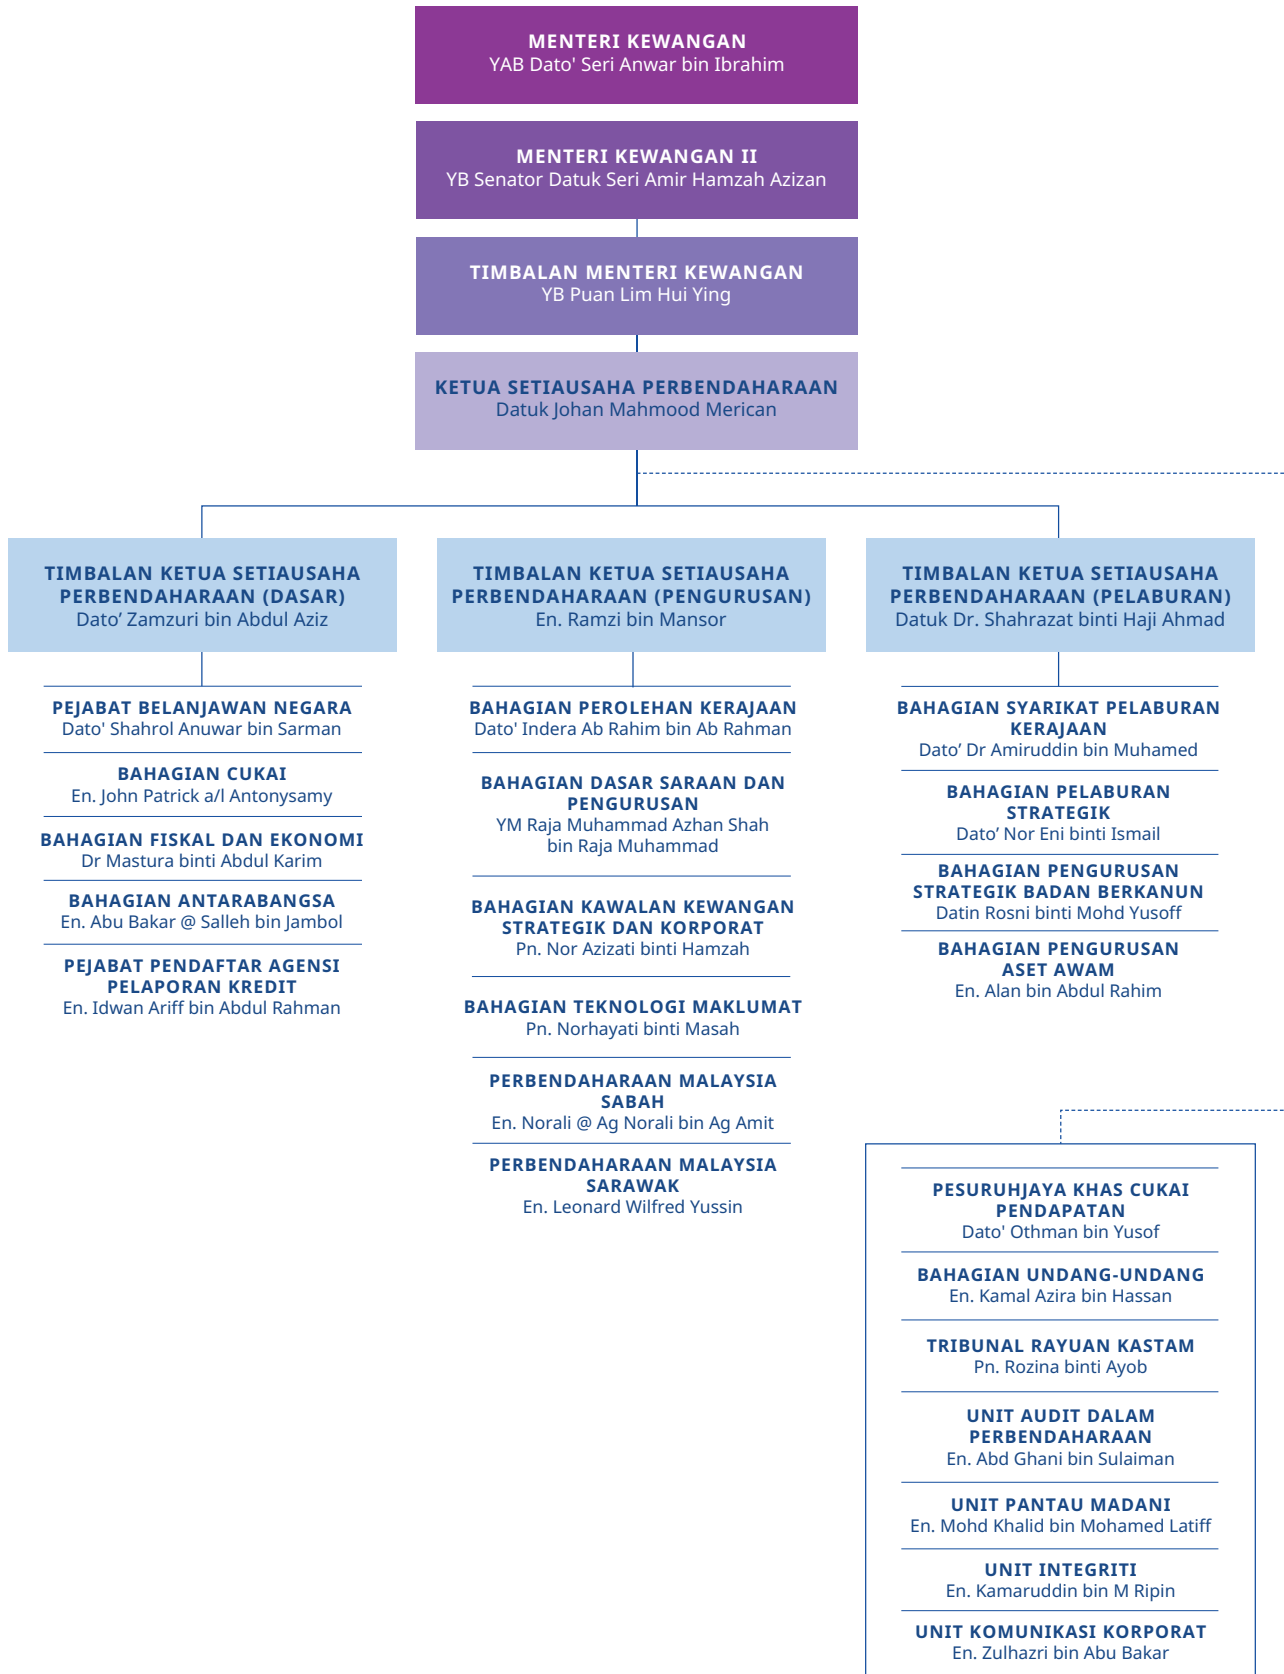 MENTERI KEWANGAN
YAB Dato' Seri Anwar bin Ibrahim
MENTERI KEWANGAN II
YB Senator Datuk Seri Amir Hamzah Azizan
TIMBALAN MENTERI KEWANGAN
YB Puan Lim Hui Ying
KETUA SETIAUSAHA PERBENDAHARAAN
Datuk Johan Mahmood Merican
TIMBALAN KETUA SETIAUSAHA
PERBENDAHARAAN (DASAR)
Dato’ Zamzuri bin Abdul Aziz
PEJABAT BELANJAWAN NEGARA
Dato' Shahrol Anuwar bin Sarman
BAHAGIAN CUKAI
En. John Patrick a/l Antonysamy
BAHAGIAN FISKAL DAN EKONOMI
Dr Mastura binti Abdul Karim
BAHAGIAN ANTARABANGSA
En. Abu Bakar @ Salleh bin Jambol
PEJABAT PENDAFTAR AGENSI
PELAPORAN KREDIT
En. Idwan Ariff bin Abdul Rahman
TIMBALAN KETUA SETIAUSAHA
PERBENDAHARAAN (PENGURUSAN)
En. Ramzi bin Mansor
BAHAGIAN PEROLEHAN KERAJAAN
Dato' Indera Ab Rahim bin Ab Rahman
BAHAGIAN DASAR SARAAN DAN
PENGURUSAN
YM Raja Muhammad Azhan Shah
bin Raja Muhammad
BAHAGIAN KAWALAN KEWANGAN
STRATEGIK DAN KORPORAT
Pn. Nor Azizati binti Hamzah
BAHAGIAN TEKNOLOGI MAKLUMAT
Pn. Norhayati binti Masah
PERBENDAHARAAN MALAYSIA
SABAH
En. Norali @ Ag Norali bin Ag Amit
PERBENDAHARAAN MALAYSIA
SARAWAK
En. Leonard Wilfred Yussin
TIMBALAN KETUA SETIAUSAHA
PERBENDAHARAAN (PELABURAN)
Datuk Dr. Shahrazat binti Haji Ahmad
BAHAGIAN SYARIKAT PELABURAN
KERAJAAN
Dato’ Dr Amiruddin bin Muhamed
BAHAGIAN PELABURAN
STRATEGIK
Dato’ Nor Eni binti Ismail
BAHAGIAN PENGURUSAN
STRATEGIK BADAN BERKANUN
Datin Rosni binti Mohd Yusoff
BAHAGIAN PENGURUSAN
ASET AWAM
En. Alan bin Abdul Rahim
PESURUHJAYA KHAS CUKAI
PENDAPATAN
Dato' Othman bin Yusof
BAHAGIAN UNDANG-UNDANG
En. Kamal Azira bin Hassan
TRIBUNAL RAYUAN KASTAM
Pn. Rozina binti Ayob
UNIT AUDIT DALAM
PERBENDAHARAAN
En. Abd Ghani bin Sulaiman
UNIT PANTAU MADANI
En. Mohd Khalid bin Mohamed Latiff
UNIT INTEGRITI
En. Kamaruddin bin M Ripin
UNIT KOMUNIKASI KORPORAT
En. Zulhazri bin Abu Bakar